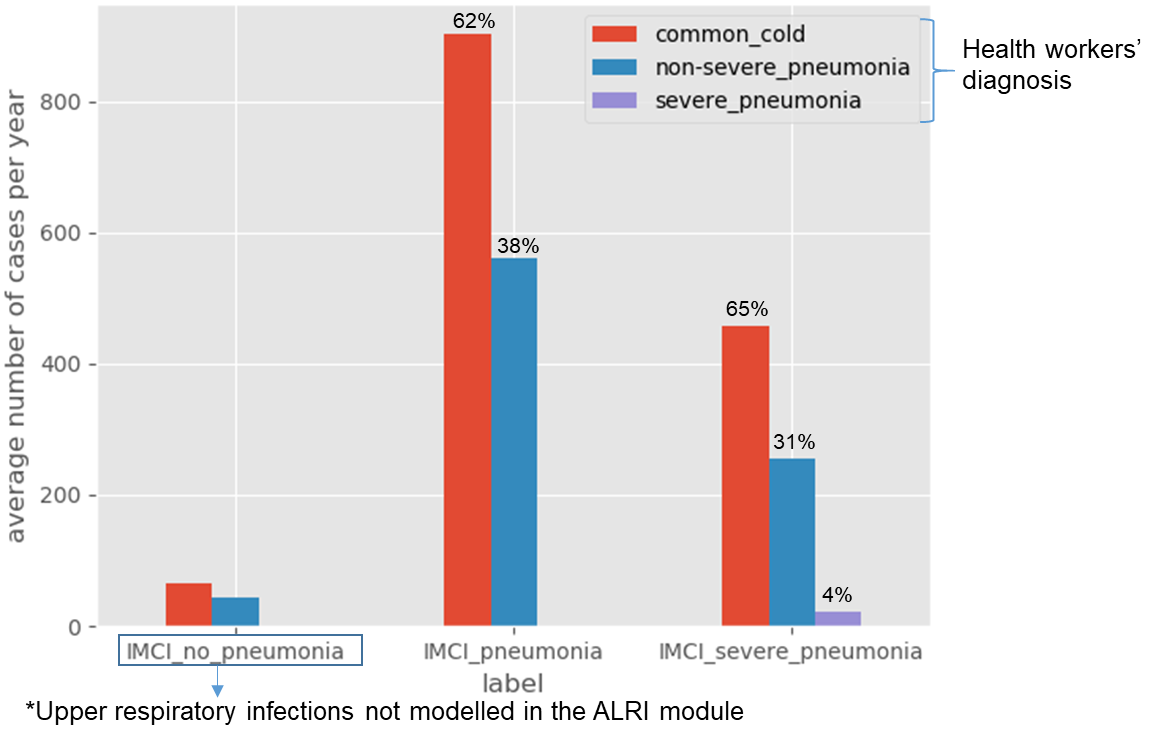 62%
common_cold
non-severe_pneumonia
severe_pneumonia
Health workers’
diagnosis
average number of cases per year
800
600
400
200
0
38%
65%
31%
4%
IMCI_no_pneumonia
IMCI_pneumonia
IMCI_severe_pneumonia
label
*Upper respiratory infections not modelled in the ALRI module